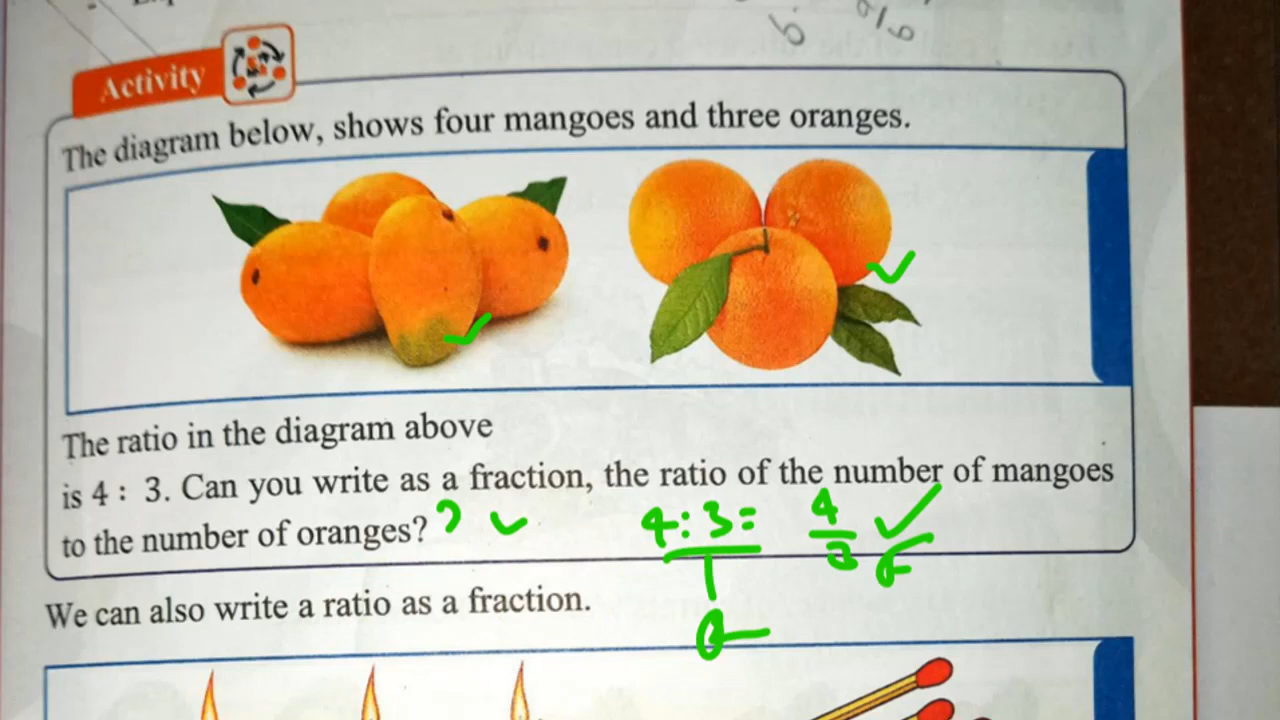 Activity
The diagram below, shows four mangoes and three oranges.
The ratio in the diagram above
is 4 : 3. Can you write as a fraction, the ratio of the number of mangoes
to the number of oranges? ?
4:3= 4/3
We can also write a ratio as a fraction.